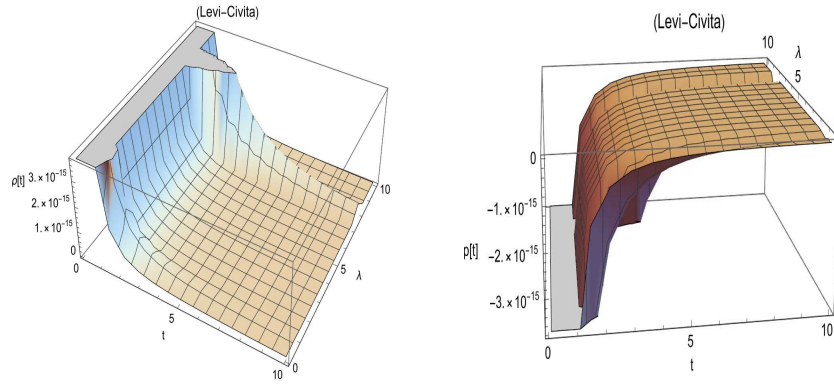 (Levi–Civita)
ρ[t]
3.×10⁻¹⁵
2.×10⁻¹⁵
1.×10⁻¹⁵
0
0
5
10
t
0
5
10
λ
(Levi–Civita)
10
λ
5
0
−1.×10⁻¹⁵
−2.×10⁻¹⁵
−3.×10⁻¹⁵
p[t]
0
5
10
t